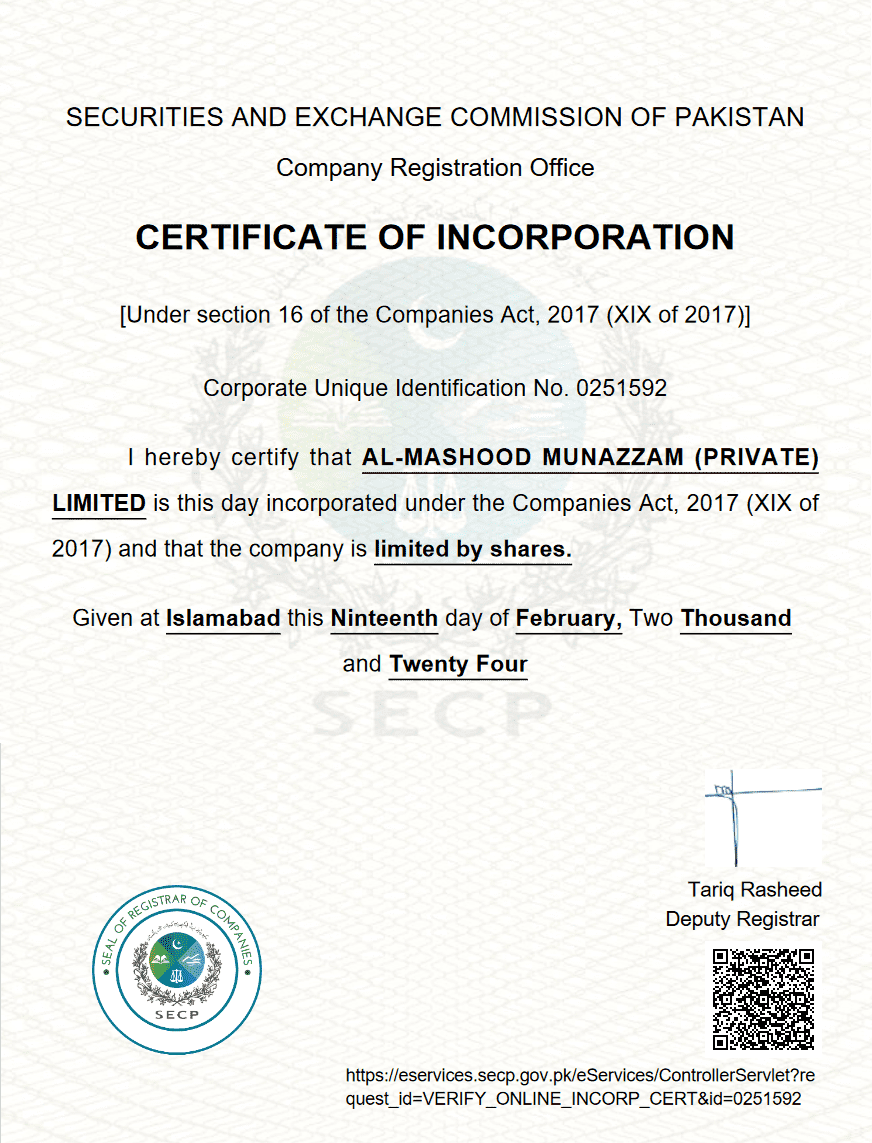 SECURITIES AND EXCHANGE COMMISSION OF PAKISTAN
Company Registration Office
CERTIFICATE OF INCORPORATION
[Under section 16 of the Companies Act, 2017 (XIX of 2017)]
Corporate Unique Identification No. 0251592
I hereby certify that AL-MASHOOD MUNAZZAM (PRIVATE)
LIMITED is this day incorporated under the Companies Act, 2017 (XIX of
2017) and that the company is limited by shares.
Given at Islamabad this Ninteenth day of February, Two Thousand
and Twenty Four
SECP
Tariq Rasheed
Deputy Registrar
SEAL OF REGISTRAR OF COMPANIES
SECP
https://eservices.secp.gov.pk/eServices/ControllerServlet?re
quest_id=VERIFY_ONLINE_INCORP_CERT&id=0251592